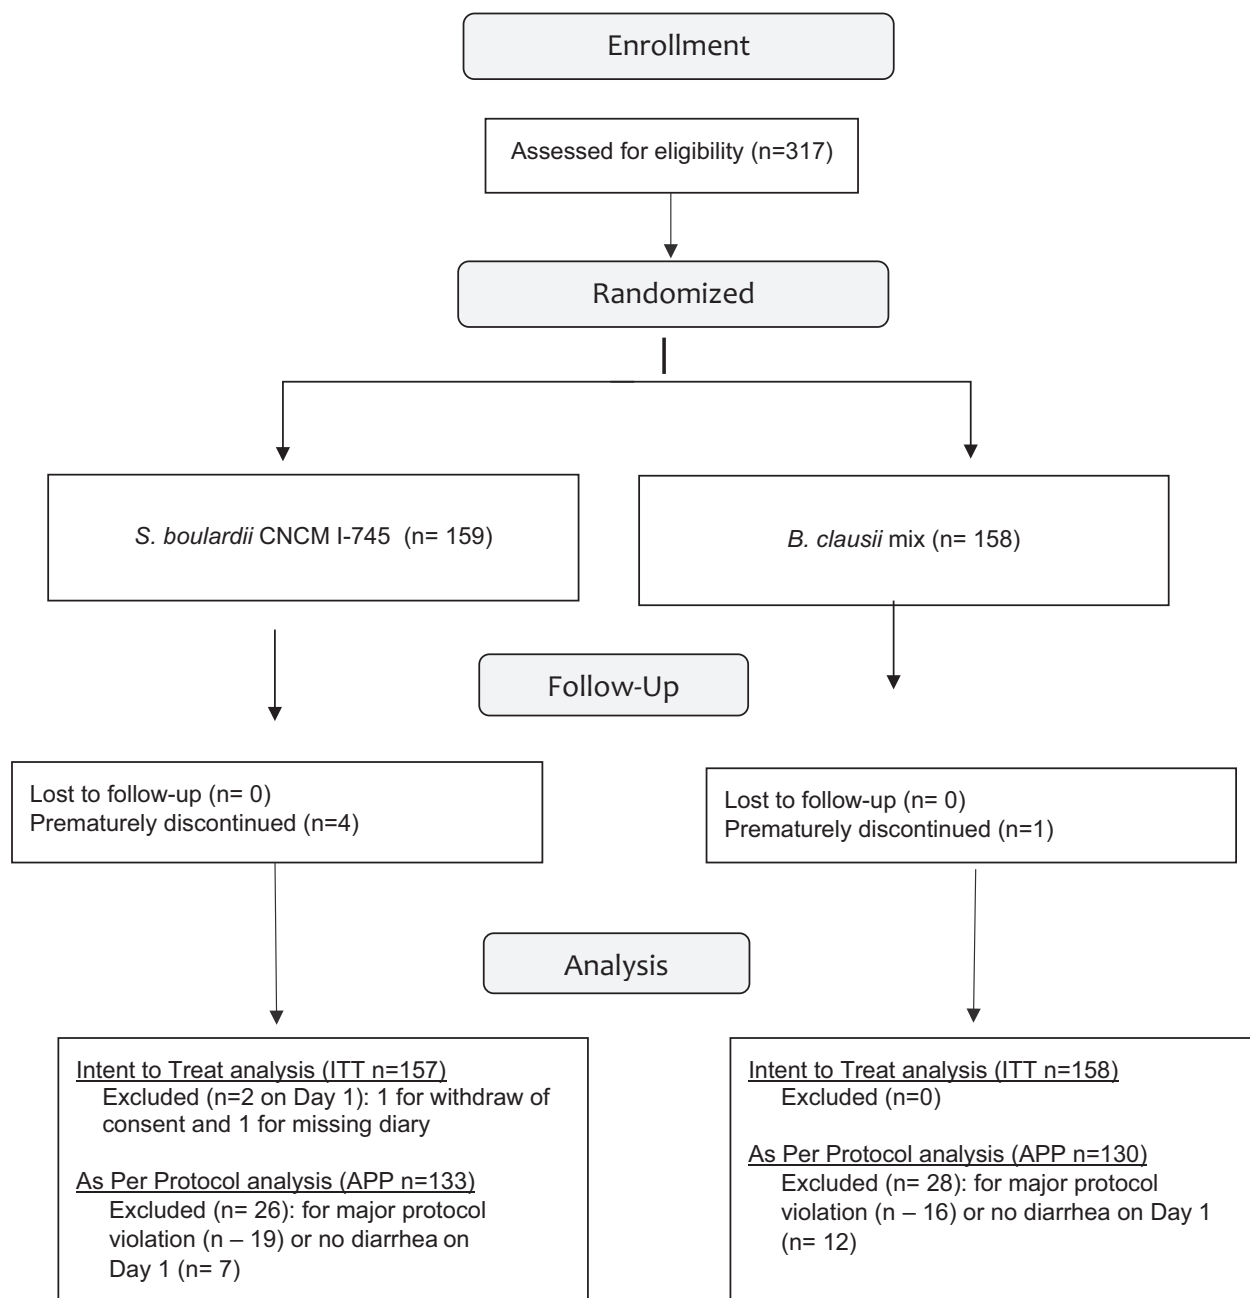 Enrollment
Assessed for eligibility (n=317)
Randomized
S. boulardii CNCM I-745 (n= 159)
B. clausii mix (n= 158)
Follow-Up
Lost to follow-up (n= 0)
Prematurely discontinued (n=4)
Lost to follow-up (n= 0)
Prematurely discontinued (n=1)
Analysis
Intent to Treat analysis (ITT n=157)
Excluded (n=2 on Day 1): 1 for withdraw of
consent and 1 for missing diary
As Per Protocol analysis (APP n=133)
Excluded (n= 26): for major protocol
violation (n – 19) or no diarrhea on
Day 1 (n= 7)
Intent to Treat analysis (ITT n=158)
Excluded (n=0)
As Per Protocol analysis (APP n=130)
Excluded (n= 28): for major protocol
violation (n – 16) or no diarrhea on Day 1
(n= 12)